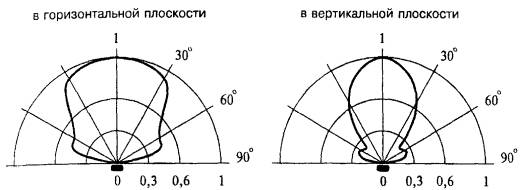 в горизонтальной плоскости
1
30°
60°
90°
0 0,3 0,6 1
в вертикальной плоскости
1
30°
60°
90°
0 0,3 0,6 1